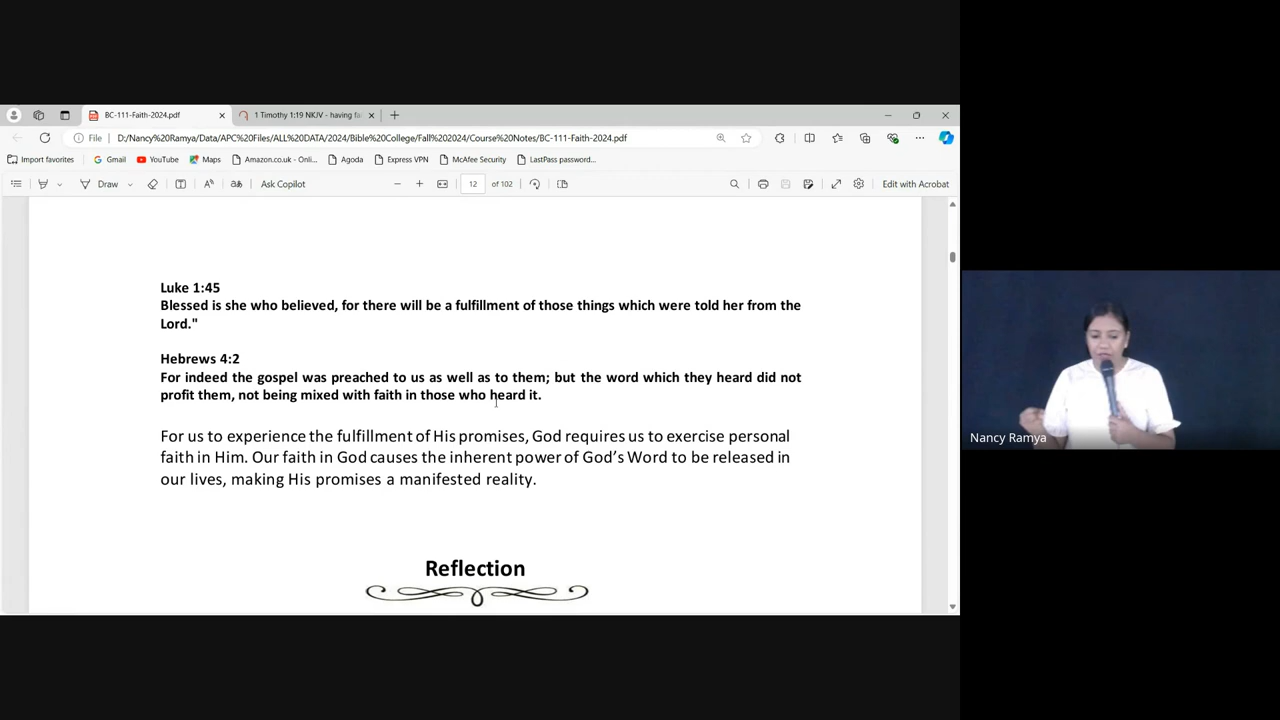 BC-111-Faith-2024.pdf
1 Timothy 1:19 NKJV - having fa
File
D:/Nancy%20Ramya/Data/APC%20Files/ALL%20DATA/2024/Bible%20College/Fall%202024/Course%20Notes/BC-111-Faith-2024.pdf
Import favorites Gmail YouTube Maps Amazon.co.uk - Onli... Agoda Express VPN McAfee Security LastPass password...
Draw Ask Copilot 12 of 102 Edit with Acrobat
Luke 1:45
Blessed is she who believed, for there will be a fulfillment of those things which were told her from the
Lord."
Hebrews 4:2
For indeed the gospel was preached to us as well as to them; but the word which they heard did not
profit them, not being mixed with faith in those who heard it.
For us to experience the fulfillment of His promises, God requires us to exercise personal
faith in Him. Our faith in God causes the inherent power of God’s Word to be released in
our lives, making His promises a manifested reality.
Reflection
Nancy Ramya